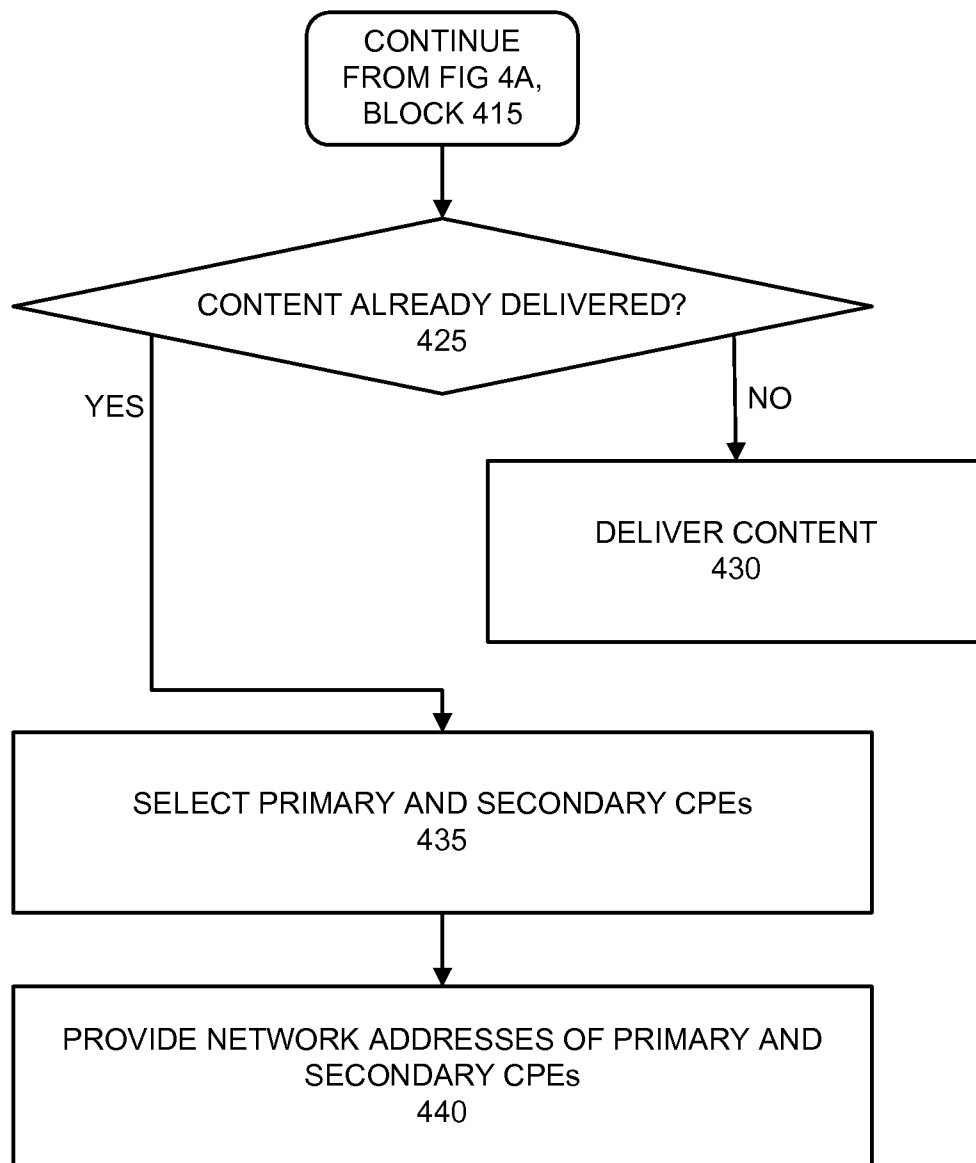 CONTINUE
FROM FIG 4A,
BLOCK 415
CONTENT ALREADY DELIVERED?
425
YES
NO
DELIVER CONTENT
430
SELECT PRIMARY AND SECONDARY CPEs
435
PROVIDE NETWORK ADDRESSES OF PRIMARY AND
SECONDARY CPEs
440